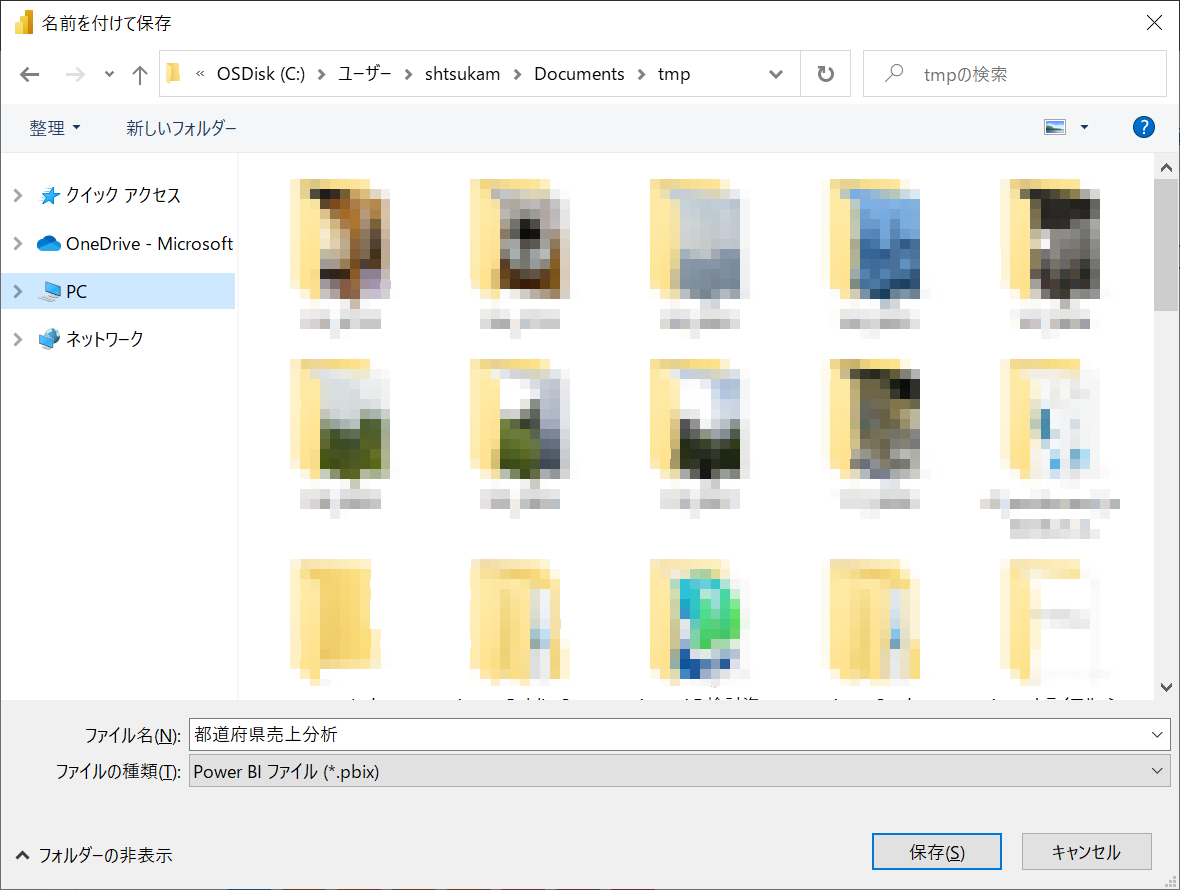 名前を付けて保存
« OSDisk (C:) › ユーザー › shtsukam › Documents › tmp
tmpの検索
整理 新しいフォルダー
クイック アクセス
OneDrive - Microsoft
PC
ネットワーク
ファイル名(N): 都道府県売上分析
ファイルの種類(T): Power BI ファイル (*.pbix)
フォルダーの非表示
保存(S) キャンセル